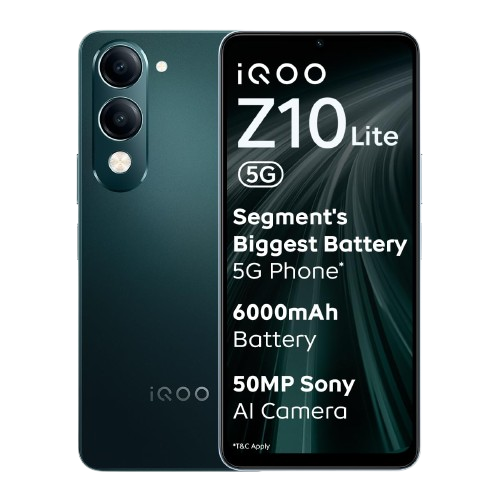 iQOO
Z10 Lite
5G
Segment's
Biggest Battery
5G Phone*
6000mAh
Battery
50MP Sony
AI Camera
*T&C Apply
iQOO